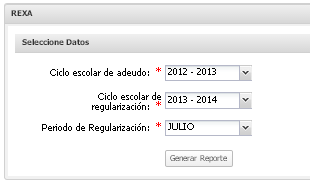 REXA
Seleccione Datos
Ciclo escolar de adeudo: * 2012 - 2013
Ciclo escolar de
regularización: * 2013 - 2014
Periodo de Regularización: * JULIO
Generar Reporte